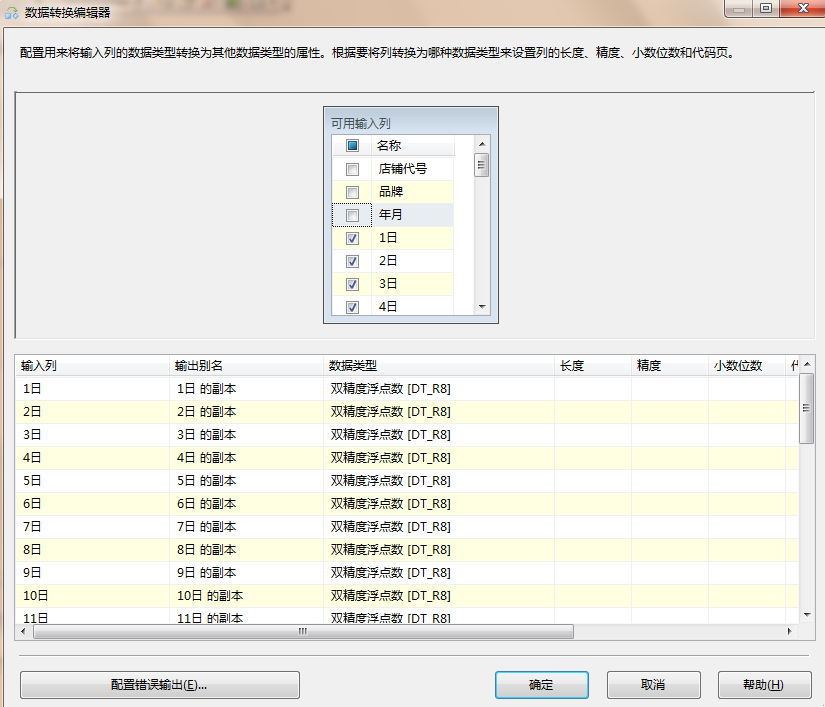 数据转换编辑器
配置用来将输入列的数据类型转换为其他数据类型的属性。根据要将列转换为哪种数据类型来设置列的长度、精度、小数位数和代码页。
可用输入列
名称
店铺代号
品牌
年月
1日
2日
3日
4日
输入列 输出别名 数据类型 长度 精度 小数位数
1日 1日 的副本 双精度浮点数 [DT_R8]
2日 2日 的副本 双精度浮点数 [DT_R8]
3日 3日 的副本 双精度浮点数 [DT_R8]
4日 4日 的副本 双精度浮点数 [DT_R8]
5日 5日 的副本 双精度浮点数 [DT_R8]
6日 6日 的副本 双精度浮点数 [DT_R8]
7日 7日 的副本 双精度浮点数 [DT_R8]
8日 8日 的副本 双精度浮点数 [DT_R8]
9日 9日 的副本 双精度浮点数 [DT_R8]
10日 10日 的副本 双精度浮点数 [DT_R8]
11日 11日 的副本 双精度浮点数 [DT_R8]
配置错误输出(E)... 确定 取消 帮助(H)